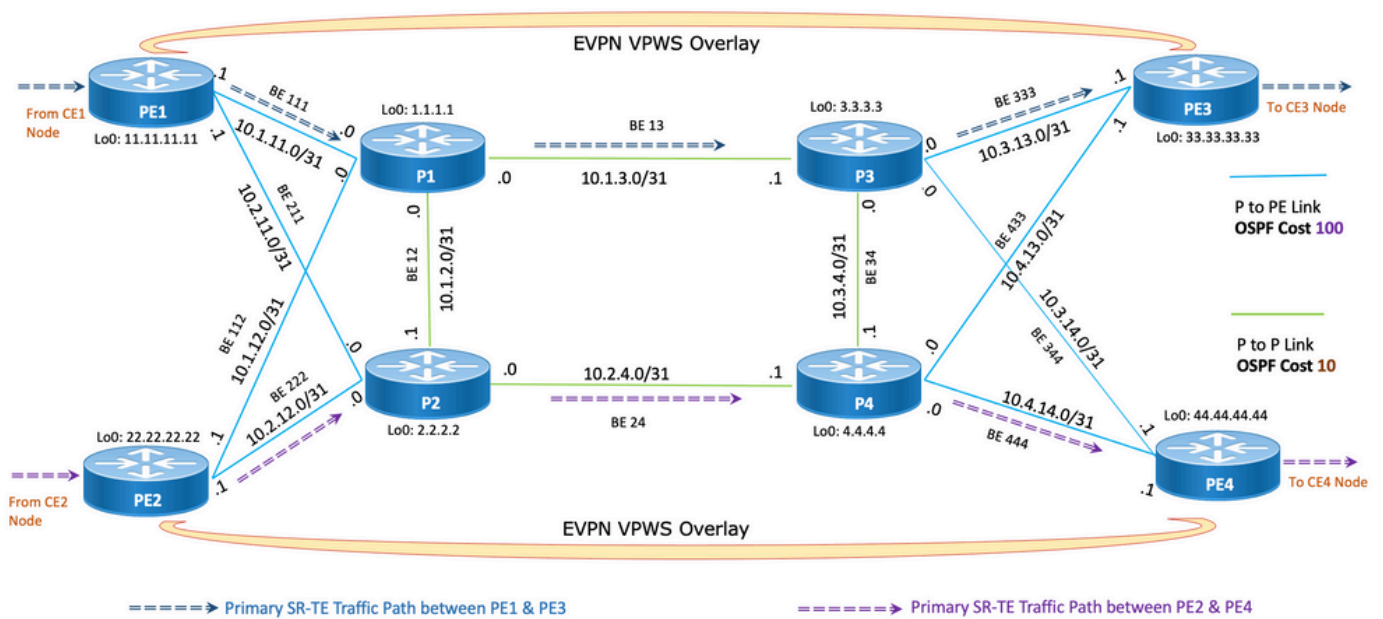 EVPN VPWS Overlay
From CE1
Node
PE1
Lo0: 11.11.11.11
.1
.1
BE 111
10.1.11.0/31
.0
.0
BE 211
10.2.11.0/31
Lo0: 1.1.1.1
P1
.0
BE 13
10.1.3.0/31
.1
Lo0: 3.3.3.3
P3
.0
.0
BE 333
10.3.13.0/31
.1
.1
PE3
Lo0: 33.33.33.33
To CE3 Node
P to PE Link
OSPF Cost 100
.0
BE 12
10.1.2.0/31
.1
.0
10.3.4.0/31
BE 34
.1
BE 433
10.4.13.0/31
10.3.14.0/31
BE 344
P to P Link
OSPF Cost 10
BE 112
10.1.12.0/31
BE 222
10.2.12.0/31
.0
.0
P2
Lo0: 2.2.2.2
.0
10.2.4.0/31
.1
BE 24
P4
Lo0: 4.4.4.4
.0
.0
10.4.14.0/31
BE 444
.1
.1
Lo0: 44.44.44.44
PE4
To CE4 Node
Lo0: 22.22.22.22
.1
.1
PE2
From CE2
Node
EVPN VPWS Overlay
Primary SR-TE Traffic Path between PE1 & PE3
Primary SR-TE Traffic Path between PE2 & PE4